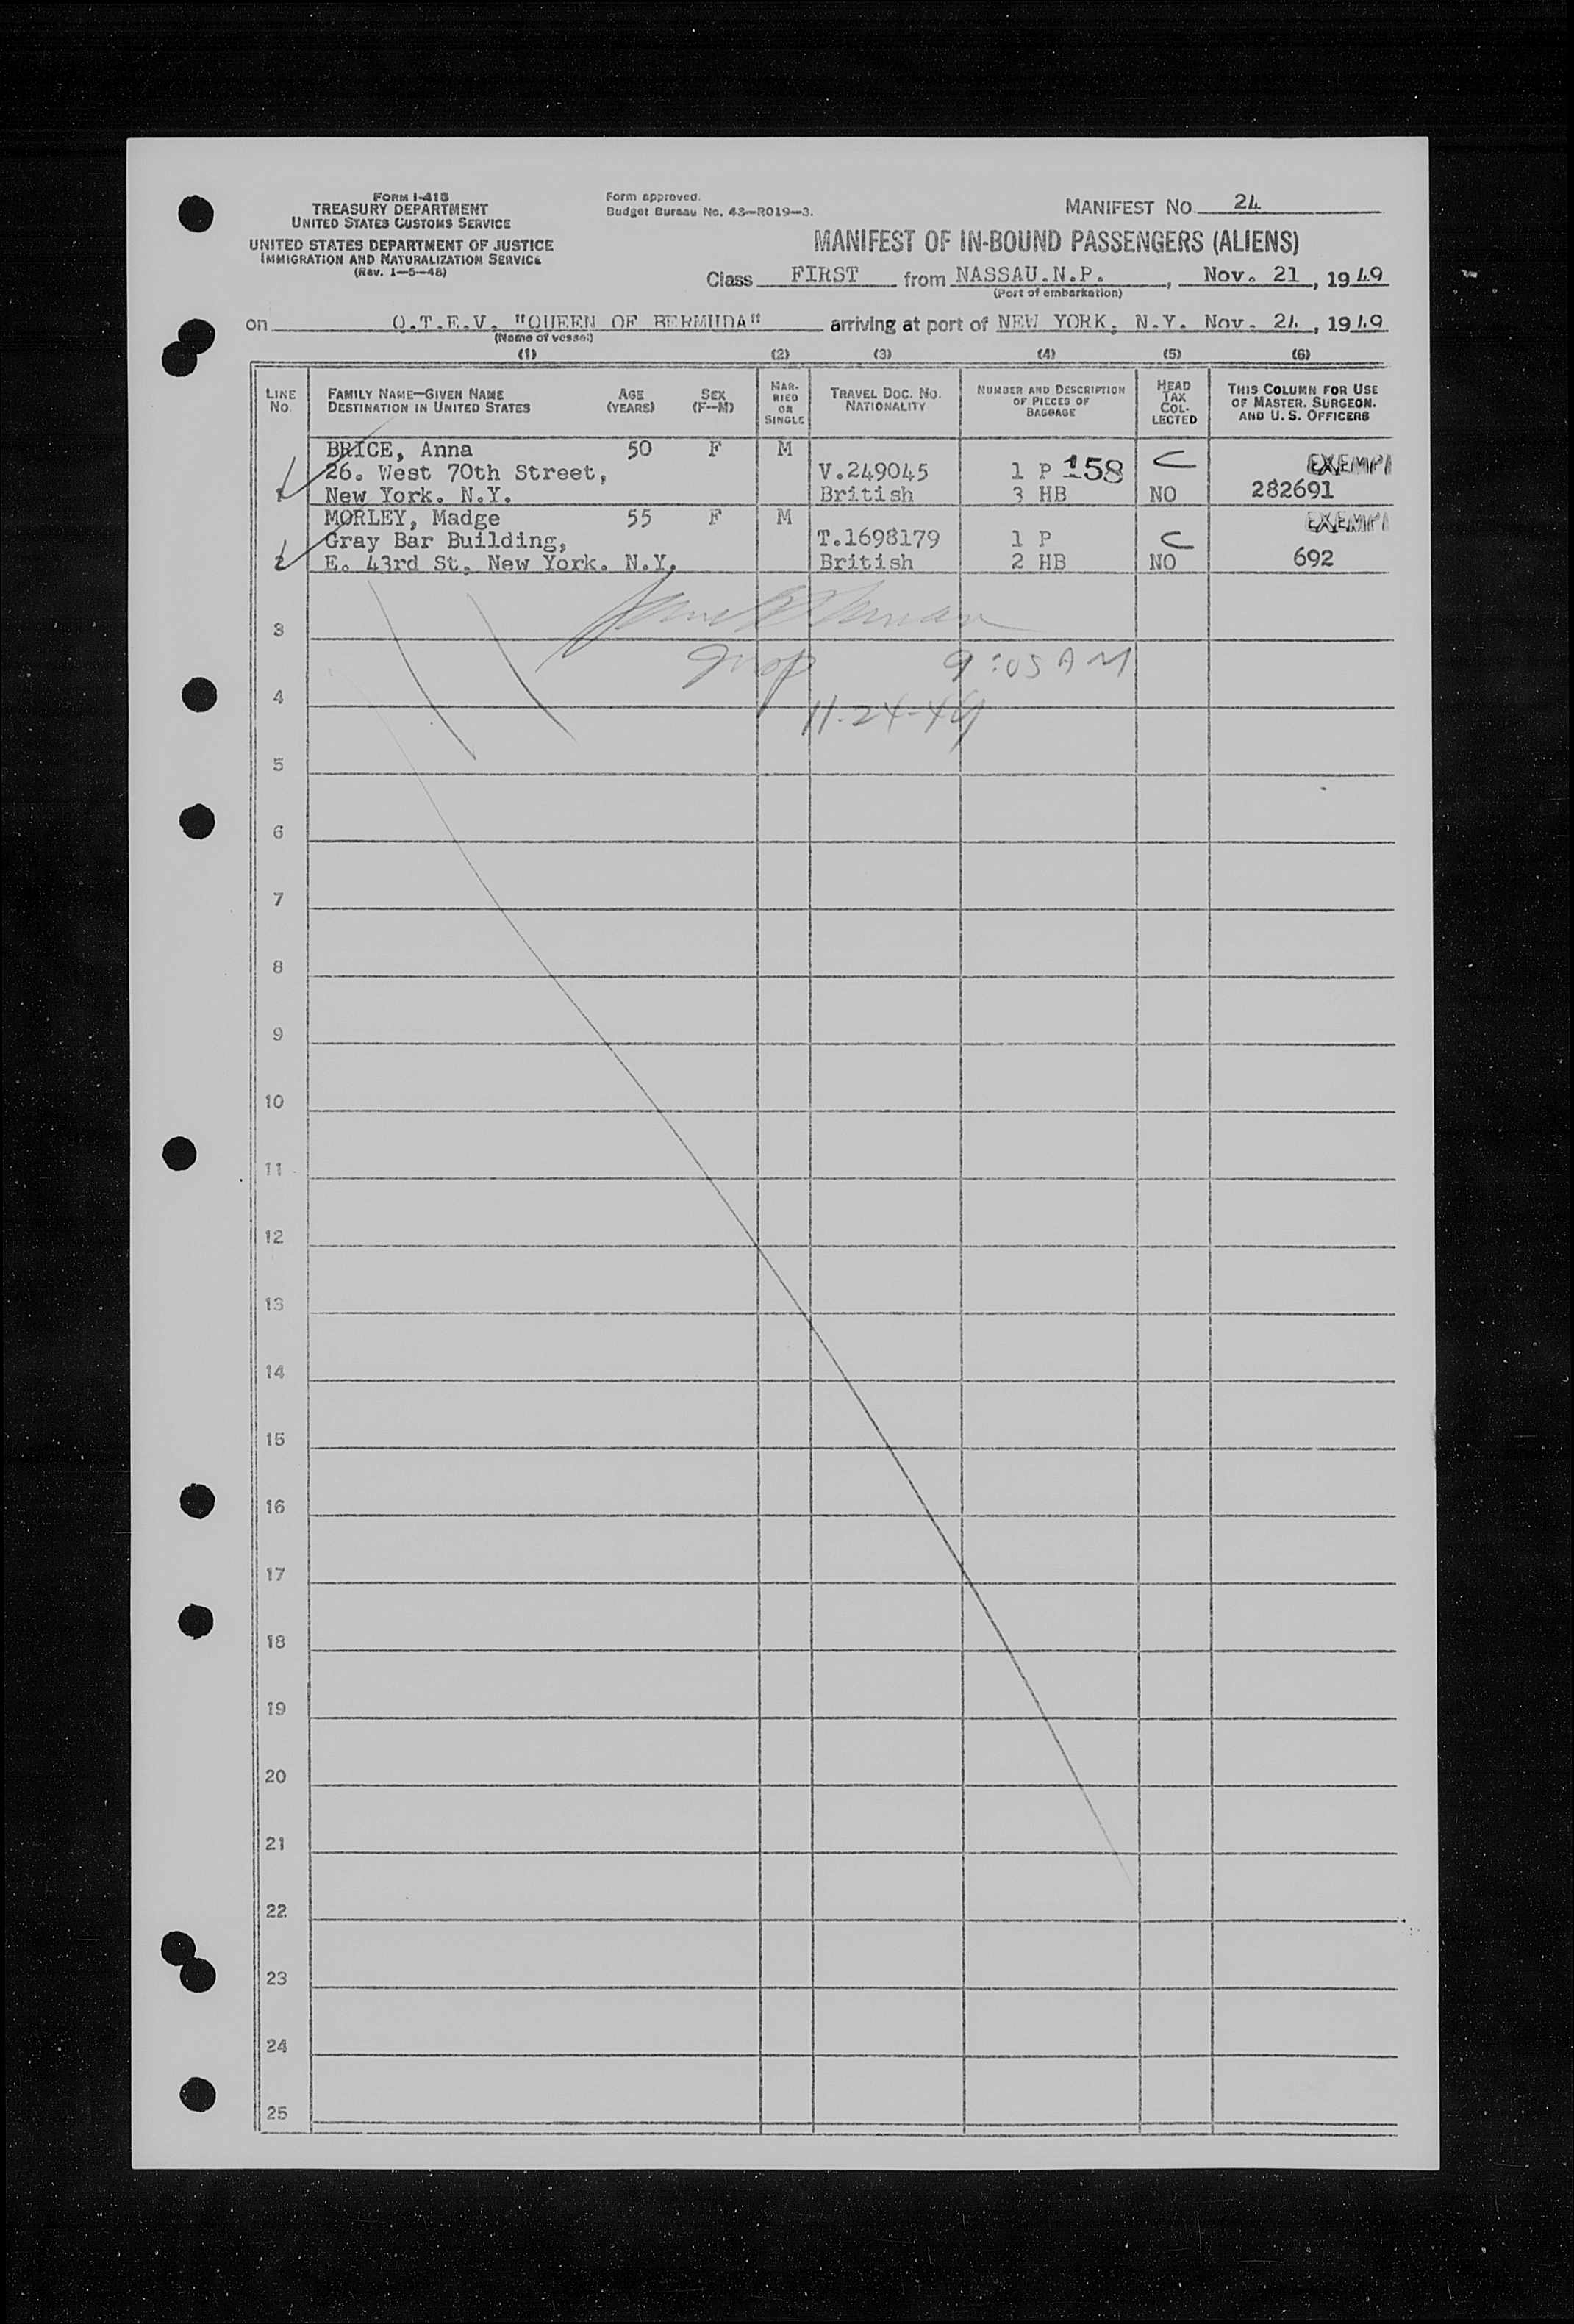 FORM I-418
TREASURY DEPARTMENT
UNITED STATES CUSTOMS SERVICE
UNITED STATES DEPARTMENT OF JUSTICE
IMMIGRATION AND NATURALIZATION SERVICE
(Rev. 1—5—48)
Form approved.
Budget Bureau No. 43—R019—3.
MANIFEST NO. 24
MANIFEST OF IN-BOUND PASSENGERS (ALIENS)
Class FIRST from NASSAU.N.P., Nov. 21, 1949
(Port of embarkation)
on Q.T.E.V. "QUEEN OF BERMUDA" arriving at port of NEW YORK, N.Y. Nov. 24, 1949
(Name of vessel)
(1) (2) (3) (4) (5) (6)
LINE No. FAMILY NAME—GIVEN NAME DESTINATION IN UNITED STATES AGE (YEARS) SEX (F—M) MARRIED OR SINGLE TRAVEL DOC. NO. NATIONALITY NUMBER AND DESCRIPTION OF PIECES OF BAGGAGE HEAD TAX COLLECTED THIS COLUMN FOR USE OF MASTER, SURGEON, AND U. S. OFFICERS
BRICE, Anna 50 F M EXEMPT
26. West 70th Street, V.249045 1 P 158 C
1 New York. N.Y. British 3 HB NO 282691
MORLEY, Madge 55 F M EXEMPT
Gray Bar Building, T.1698179 1 P C
2 E. 43rd St, New York. N.Y. British 2 HB NO 692
3
9:05 AM
4
11-24-49
5
6
7
8
9
10
11
12
13
14
15
16
17
18
19
20
21
22
23
24
25